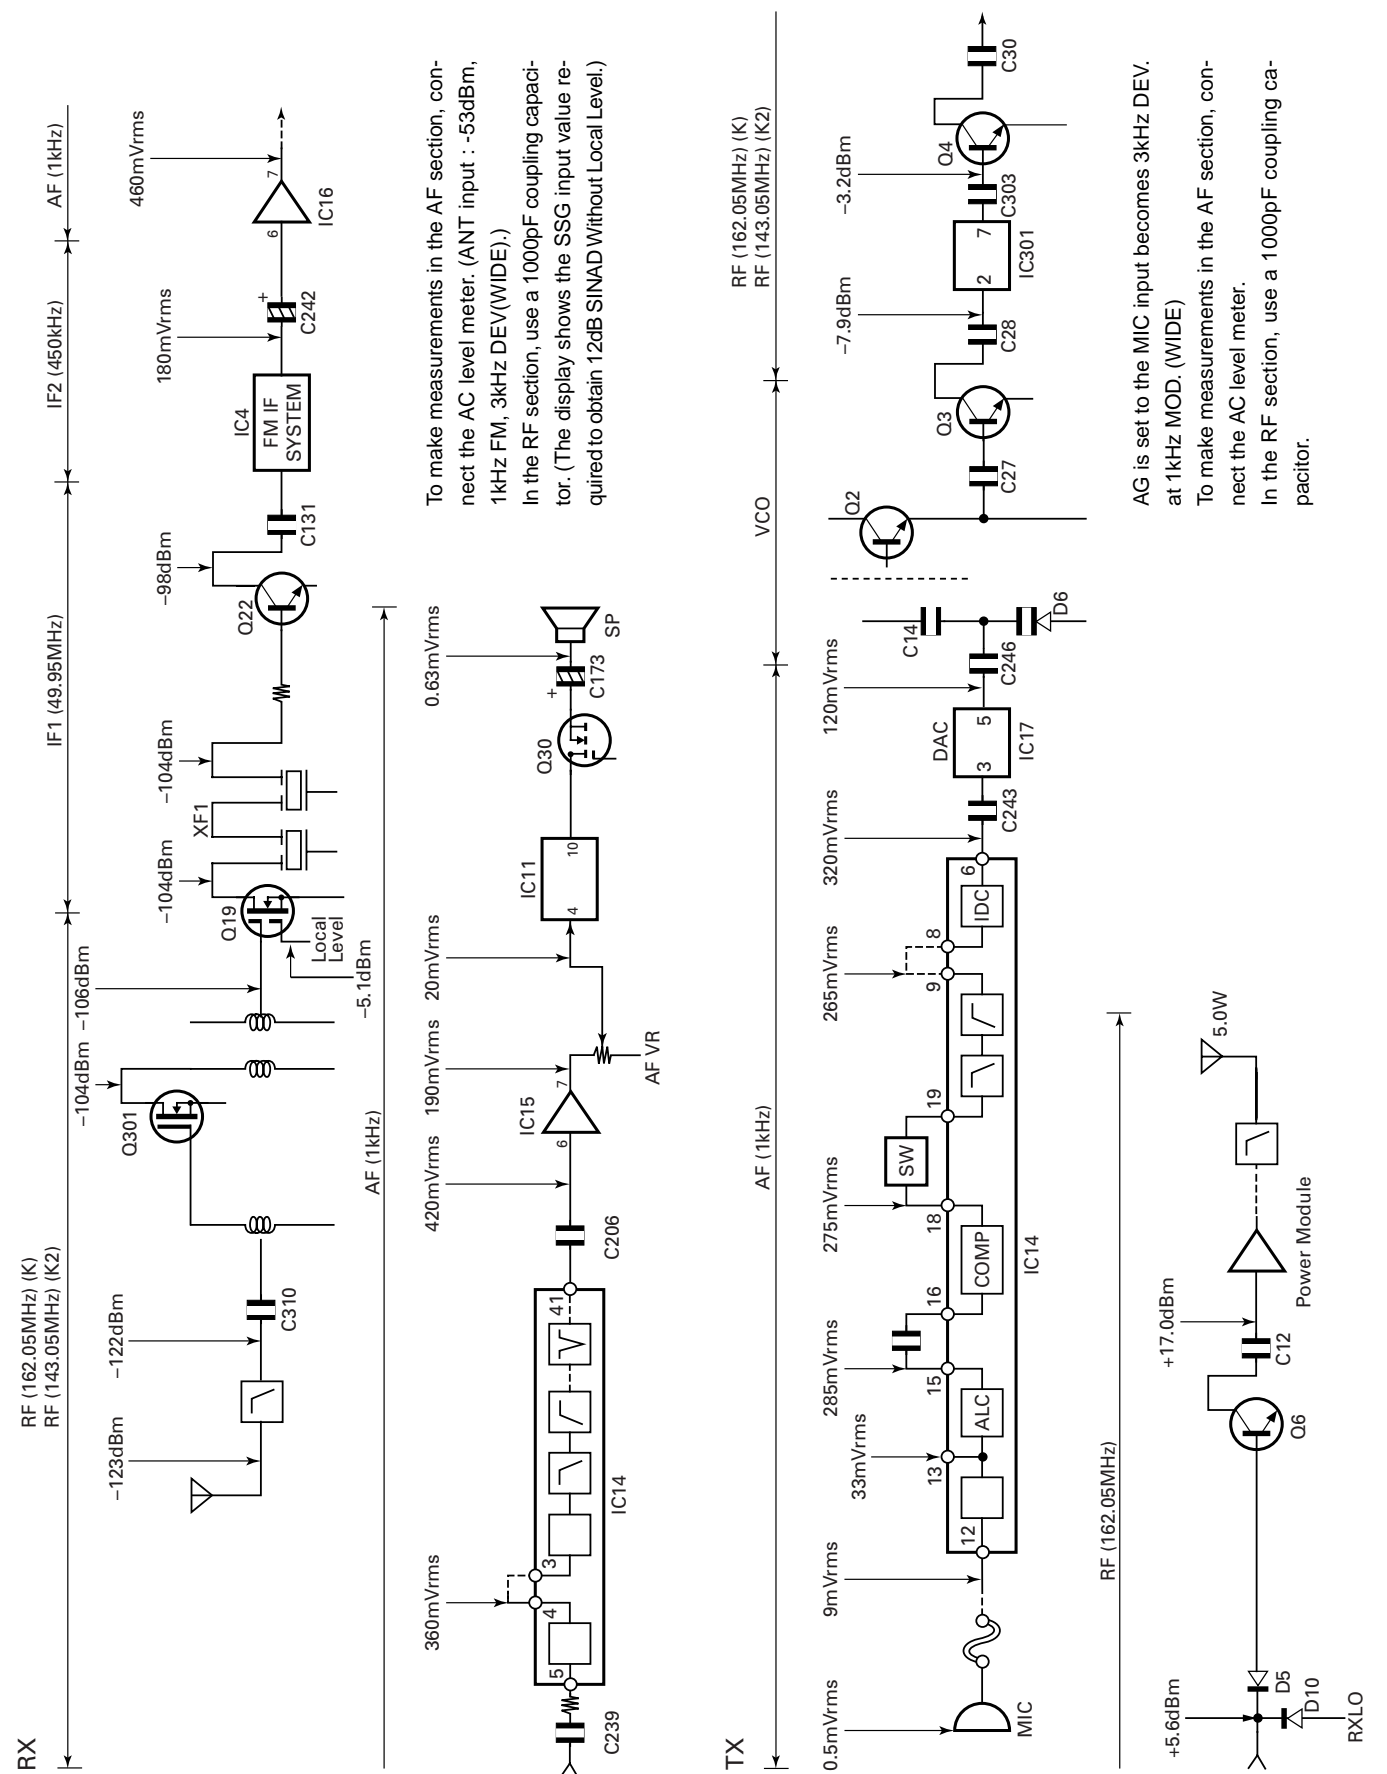 RX
RF (162.05MHz) (K)
RF (143.05MHz) (K2)
IF1 (49.95MHz)
IF2 (450kHz)
AF (1kHz)
–123dBm
–122dBm
–104dBm
–106dBm
–104dBm
–104dBm
–98dBm
180mVrms
460mVrms
C310
Q301
Q19
Local
Level
–5.1dBm
XF1
Q22
C131
IC4
FM IF
SYSTEM
+
C242
6
7
IC16
AF (1kHz)
360mVrms
420mVrms
190mVrms
20mVrms
0.63mVrms
C239
5
4
3
41
IC14
C206
6
7
IC15
AF VR
4
10
IC11
Q30
+
C173
SP
To make measurements in the AF section, con-
nect the AC level meter. (ANT input : -53dBm,
1kHz FM, 3kHz DEV(WIDE).)
In the RF section, use a 1000pF coupling capaci-
tor. (The display shows the SSG input value re-
quired to obtain 12dB SINAD Without Local Level.)
TX
AF (1kHz)
VCO
RF (162.05MHz) (K)
RF (143.05MHz) (K2)
0.5mVrms
9mVrms
33mVrms
285mVrms
275mVrms
265mVrms
320mVrms
120mVrms
–7.9dBm
–3.2dBm
MIC
12
13
ALC
15
16
COMP
18
SW
19
9
8
IDC
6
IC14
C243
DAC
3
5
IC17
C246
C14
D6
Q2
C27
Q3
C28
2
7
IC301
C303
Q4
C30
RF (162.05MHz)
+5.6dBm
D5
D10
RXLO
Q6
C12
+17.0dBm
Power Module
5.0W
AG is set to the MIC input becomes 3kHz DEV.
at 1kHz MOD. (WIDE)
To make measurements in the AF section, con-
nect the AC level meter.
In the RF section, use a 1000pF coupling ca-
pacitor.